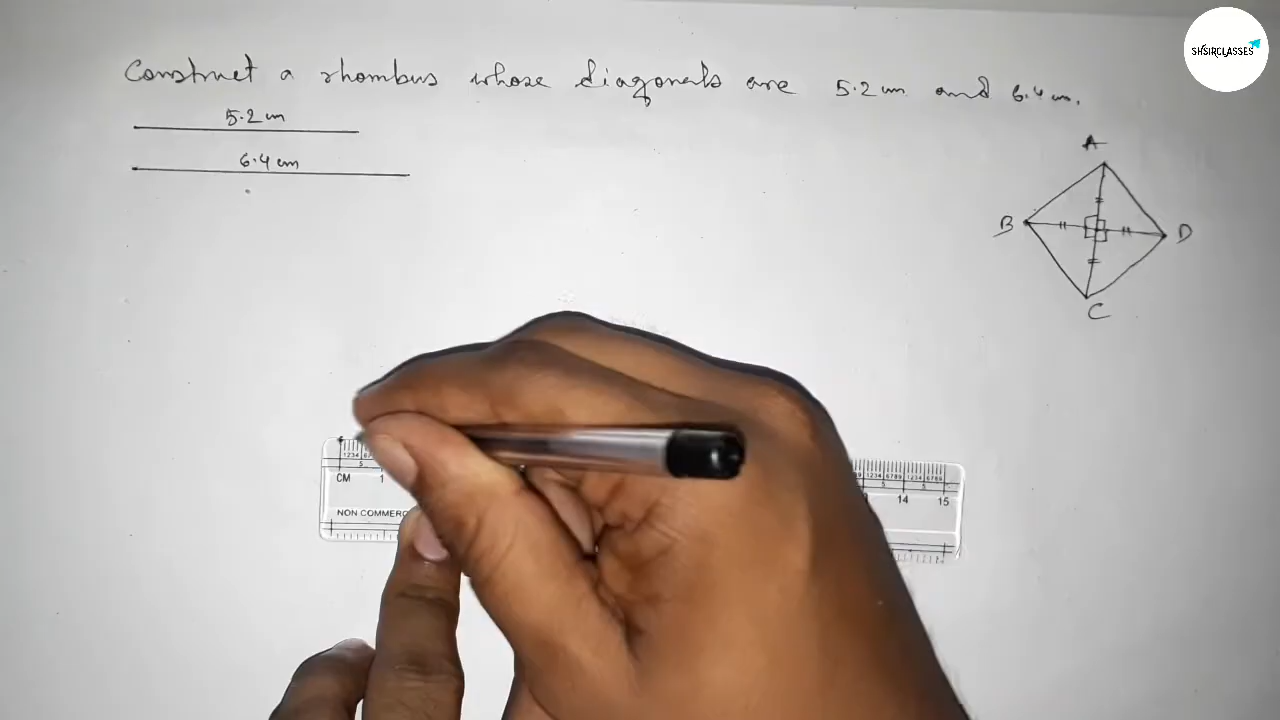 Construct a rhombus whose diagonals are 5.2 cm and 6.4 cm.
5.2 cm
6.4 cm
A
B
D
C
SHSIRCLASSES
CM 1
14 15
NON COMMERC